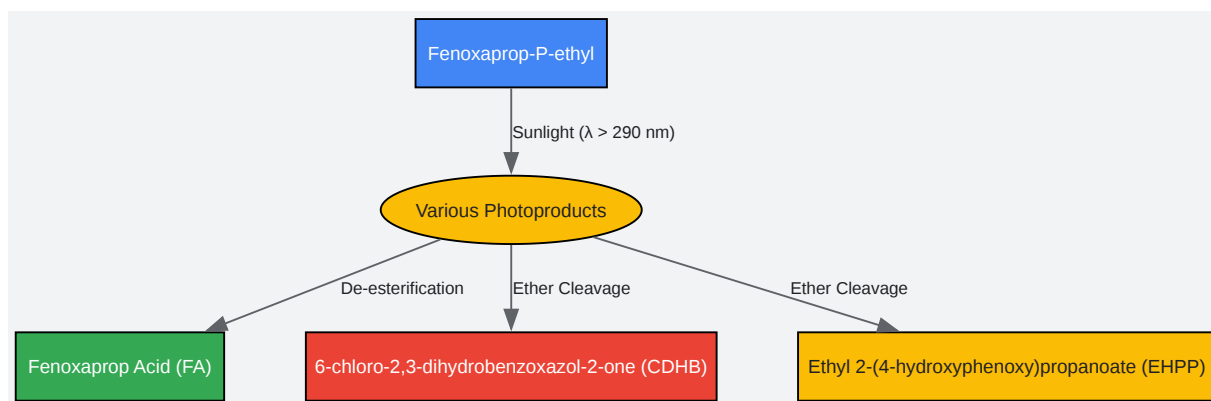 Fenoxaprop-P-ethyl
Sunlight (λ > 290 nm)
Various Photoproducts
De-esterification
Ether Cleavage
Ether Cleavage
Fenoxaprop Acid (FA)
6-chloro-2,3-dihydrobenzoxazol-2-one (CDHB)
Ethyl 2-(4-hydroxyphenoxy)propanoate (EHPP)